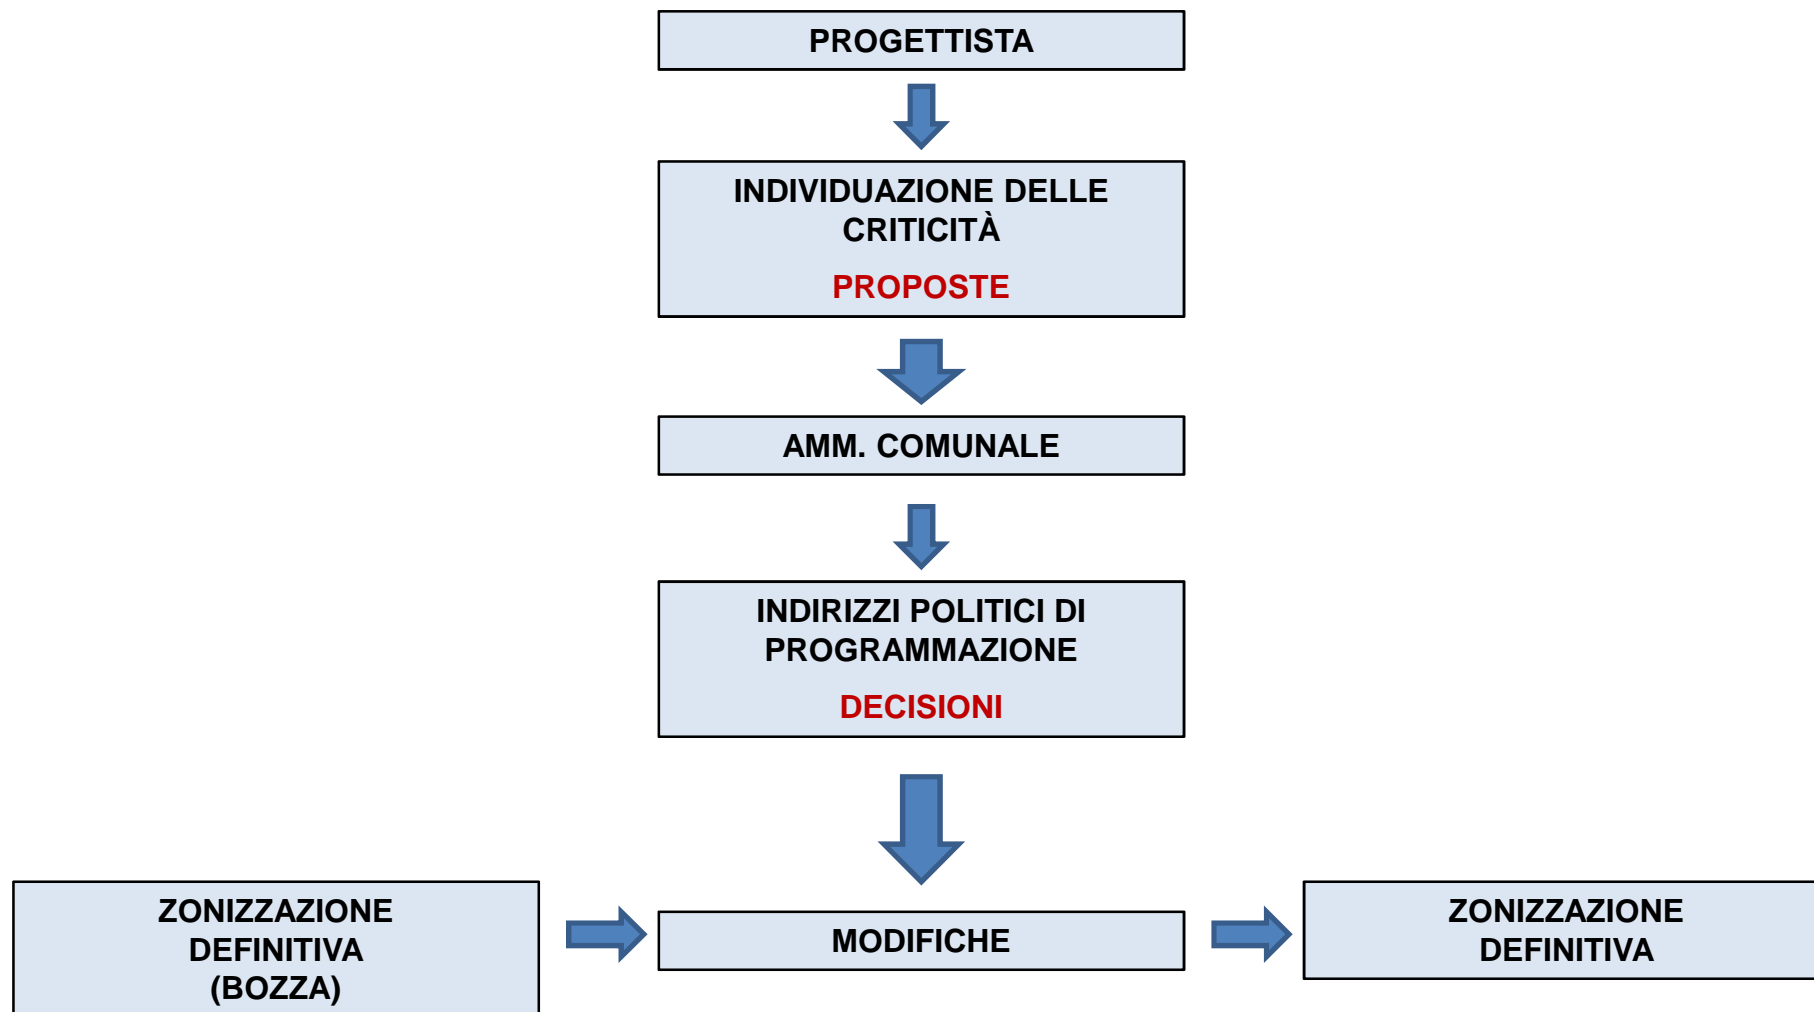 PROGETTISTA
INDIVIDUAZIONE DELLE
CRITICITÀ
PROPOSTE
AMM. COMUNALE
INDIRIZZI POLITICI DI
PROGRAMMAZIONE
DECISIONI
ZONIZZAZIONE
DEFINITIVA
(BOZZA)
MODIFICHE
ZONIZZAZIONE
DEFINITIVA